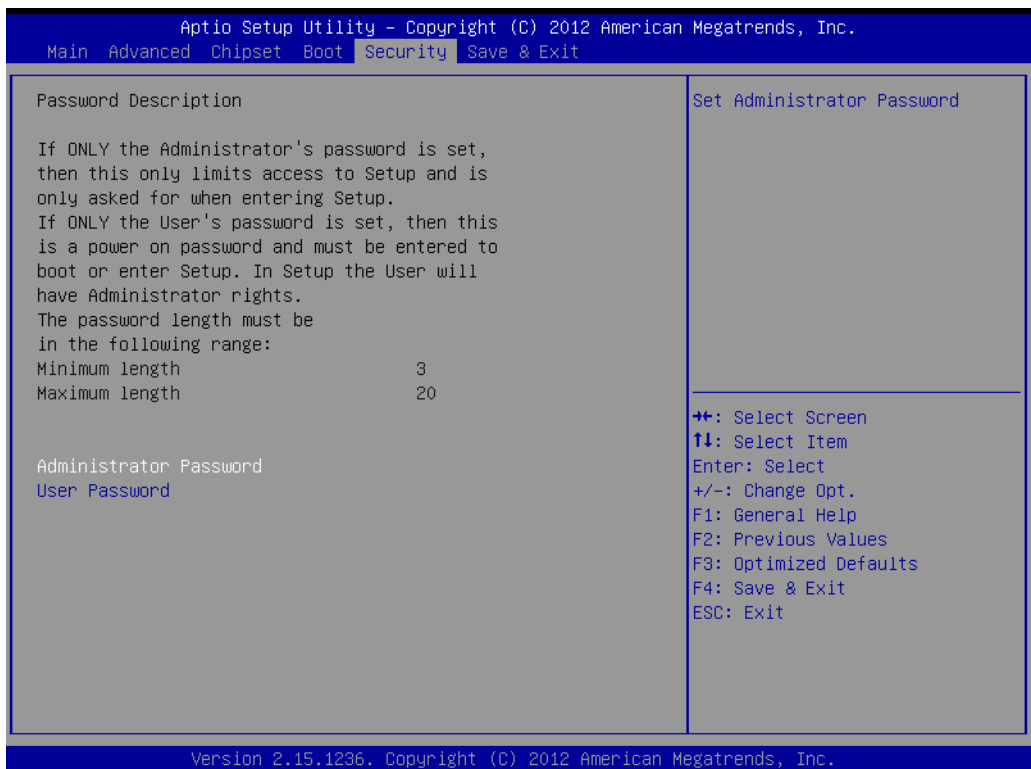 Aptio Setup Utility – Copyright (C) 2012 American Megatrends, Inc.
Main Advanced Chipset Boot Security Save & Exit
Password Description
If ONLY the Administrator's password is set,
then this only limits access to Setup and is
only asked for when entering Setup.
If ONLY the User's password is set, then this
is a power on password and must be entered to
boot or enter Setup. In Setup the User will
have Administrator rights.
The password length must be
in the following range:
Minimum length 3
Maximum length 20
Administrator Password
User Password
Set Administrator Password
→←: Select Screen
↑↓: Select Item
Enter: Select
+/-: Change Opt.
F1: General Help
F2: Previous Values
F3: Optimized Defaults
F4: Save & Exit
ESC: Exit
Version 2.15.1236. Copyright (C) 2012 American Megatrends, Inc.